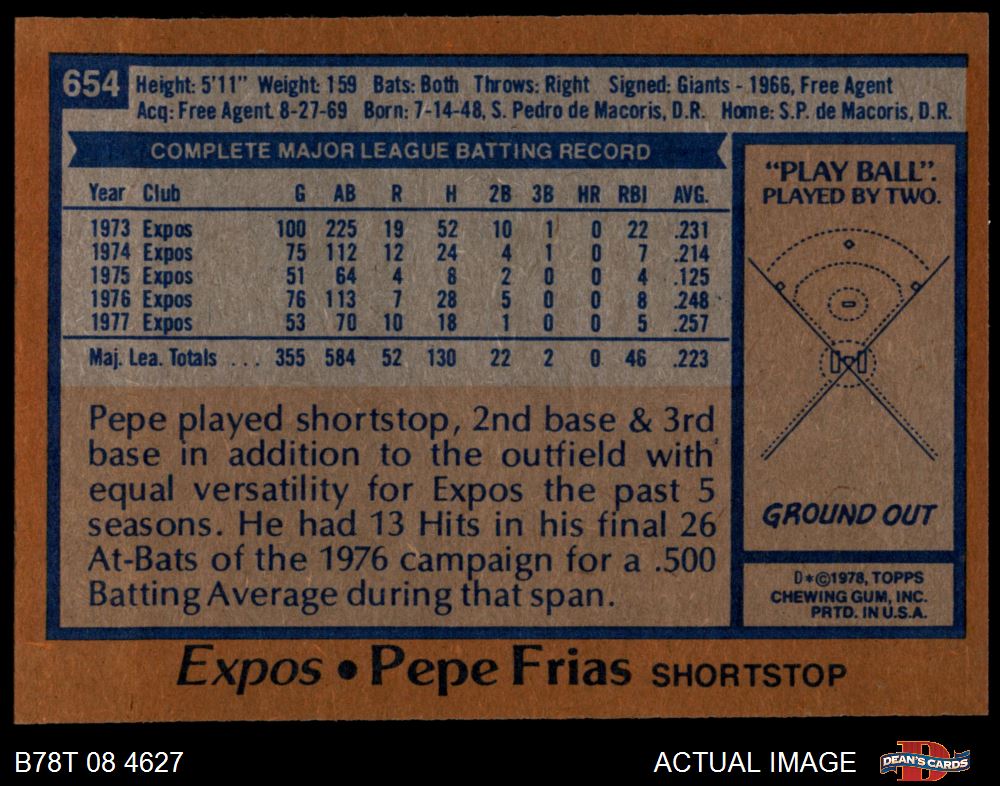 654
Height: 5'11" Weight: 159 Bats: Both Throws: Right Signed: Giants - 1966, Free Agent
Acq: Free Agent 8-27-69 Born: 7-14-48, S. Pedro de Macoris, D.R. Home: S.P. de Macoris, D.R.
COMPLETE MAJOR LEAGUE BATTING RECORD
Year Club G AB R H 2B 3B HR RBI AVG.
1973 Expos 100 225 19 52 10 1 0 22 .231
1974 Expos 75 112 12 24 4 1 0 7 .214
1975 Expos 51 64 4 8 2 0 0 4 .125
1976 Expos 76 113 7 28 5 0 0 8 .248
1977 Expos 53 70 10 18 1 0 0 5 .257
Maj. Lea. Totals ... 355 584 52 130 22 2 0 46 .223
Pepe played shortstop, 2nd base & 3rd
base in addition to the outfield with
equal versatility for Expos the past 5
seasons. He had 13 Hits in his final 26
At-Bats of the 1976 campaign for a .500
Batting Average during that span.
"PLAY BALL".
PLAYED BY TWO.
GROUND OUT
D*©1978, TOPPS
CHEWING GUM, INC.
PRTD. IN U.S.A.
Expos • Pepe Frias SHORTSTOP
B78T 08 4627
ACTUAL IMAGE
DEAN'S CARDS